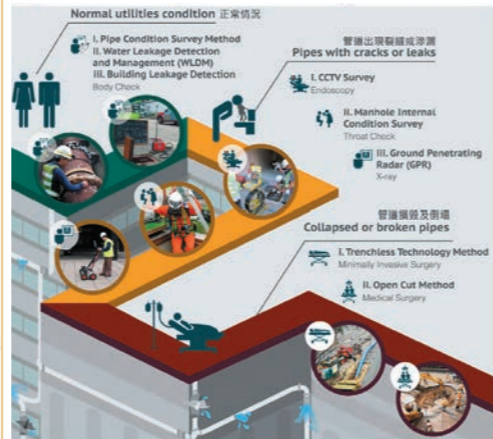 Normal utilities condition 正常情況
I. Pipe Condition Survey Method
II. Water Leakage Detection
and Management (WLDM)
III. Building Leakage Detection
Body Check
管道出現裂縫或滲漏
Pipes with cracks or leaks
I. CCTV Survey
Endoscopy
II. Manhole Internal
Condition Survey
Throat Check
III. Ground Penetrating
Radar (GPR)
X-ray
管道損毀及倒塌
Collapsed or broken pipes
I. Trenchless Technology Method
Minimally Invasive Surgery
II. Open Cut Method
Medical Surgery